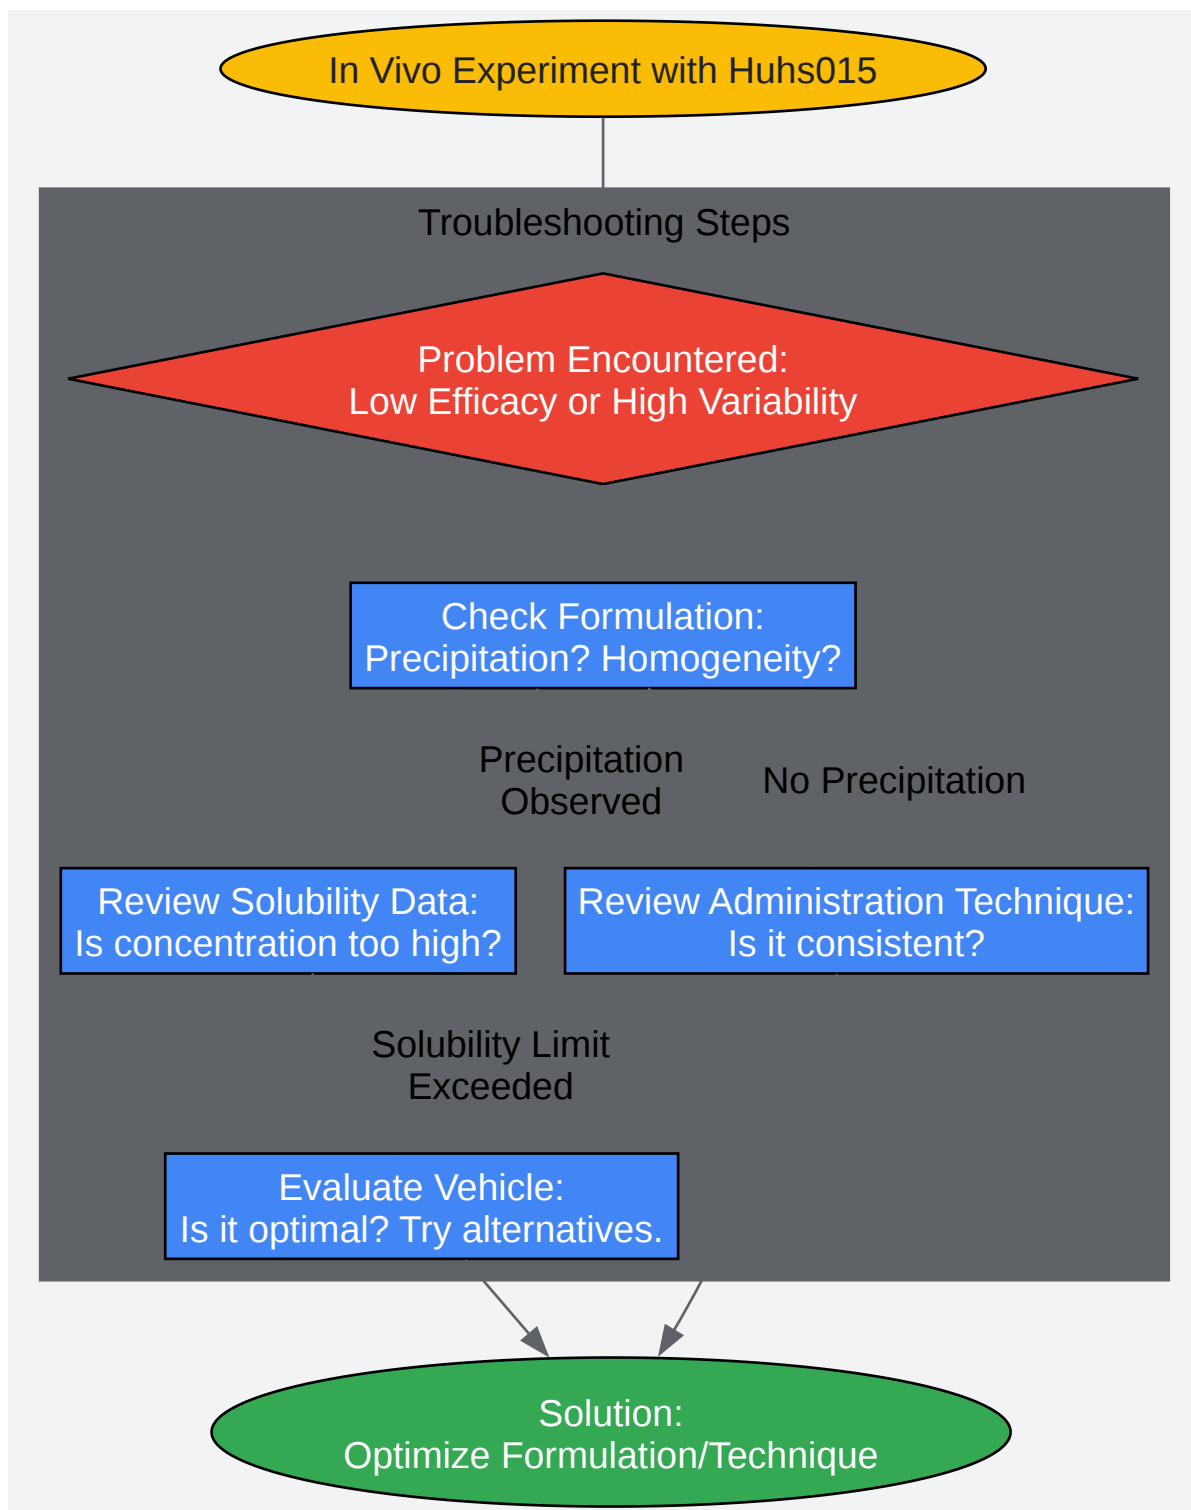 In Vivo Experiment with Huhs015
Troubleshooting Steps
Problem Encountered:
Low Efficacy or High Variability
Check Formulation:
Precipitation? Homogeneity?
Precipitation
Observed
No Precipitation
Review Solubility Data:
Is concentration too high?
Review Administration Technique:
Is it consistent?
Solubility Limit
Exceeded
Evaluate Vehicle:
Is it optimal? Try alternatives.
Solution:
Optimize Formulation/Technique